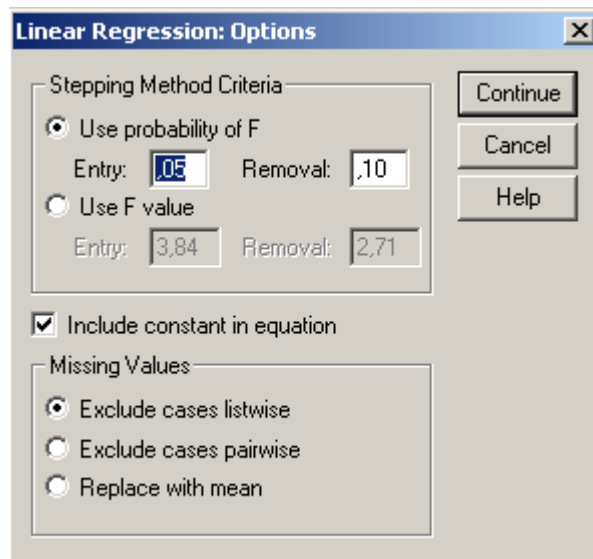 Linear Regression: Options
Stepping Method Criteria
Use probability of F
Entry: ,05 Removal: ,10
Use F value
Entry: 3,84 Removal: 2,71
Include constant in equation
Missing Values
Exclude cases listwise
Exclude cases pairwise
Replace with mean
Continue
Cancel
Help